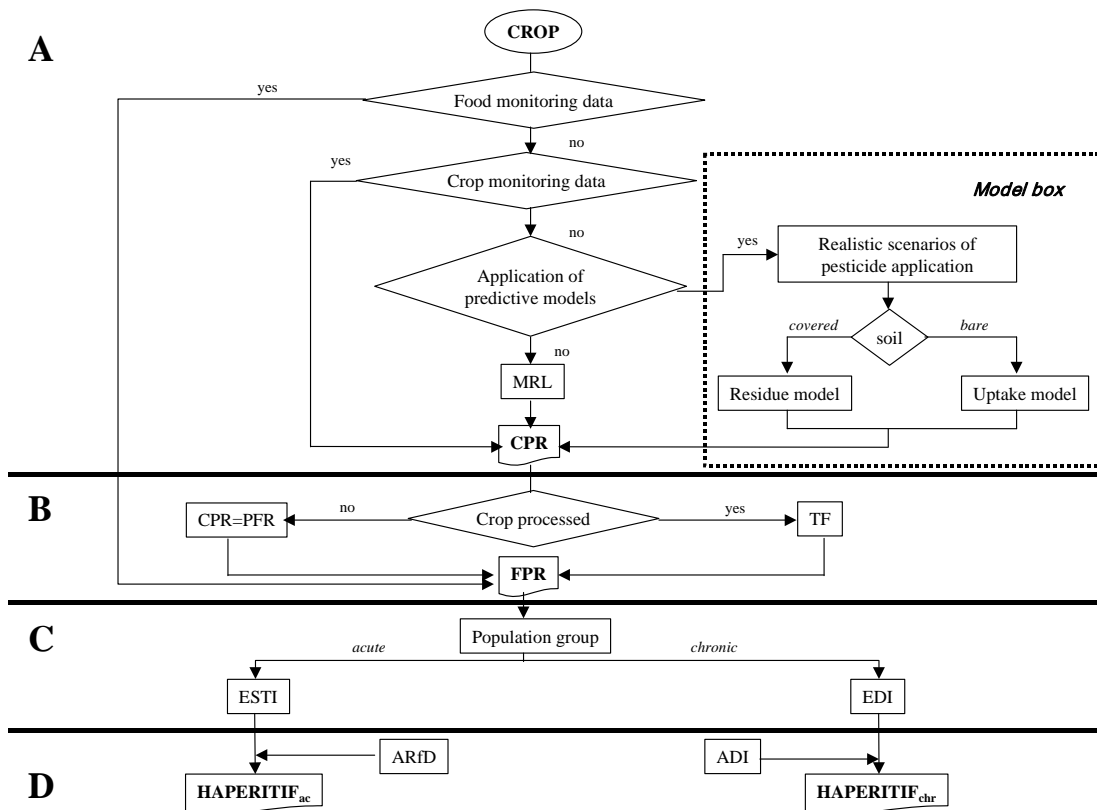 A
CROP
yes
Food monitoring data
no
yes
Crop monitoring data
Model box
no
yes
Realistic scenarios of
pesticide application
Application of
predictive models
covered
soil
bare
no
MRL
Residue model
Uptake model
CPR
B
CPR=PFR
no
Crop processed
yes
TF
FPR
C
Population group
acute
chronic
ESTI
EDI
ARfD
ADI
D
HAPERITIFac
HAPERITIFchr